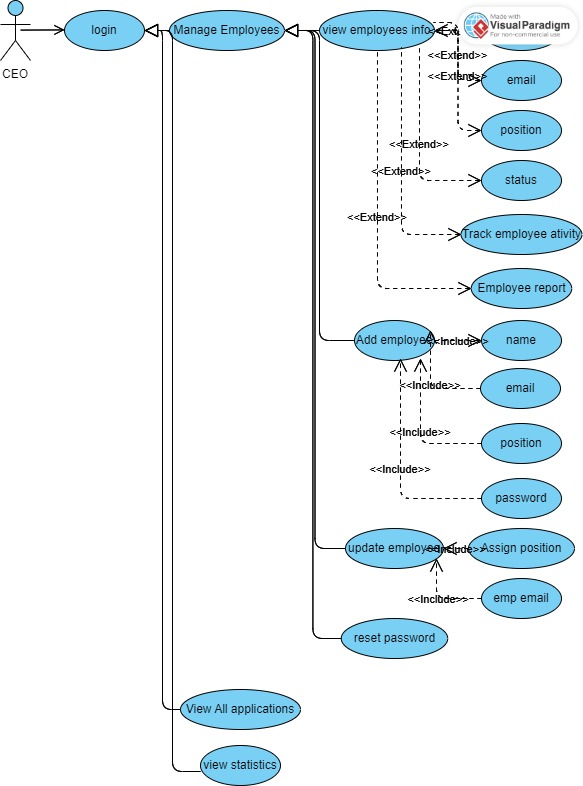 Made with
VisualParadigm
For non-commercial use
login
Manage Employees
view employees info
CEO
<<Extend>>
<<Extend>>
email
position
<<Extend>>
status
<<Extend>>
<<Extend>>
Track employee ativity
Employee report
Add employee
<<Include>>
name
<<Include>>
email
<<Include>>
position
<<Include>>
password
update employee
<<Include>>
Assign position
<<Include>>
emp email
reset password
View All applications
view statistics